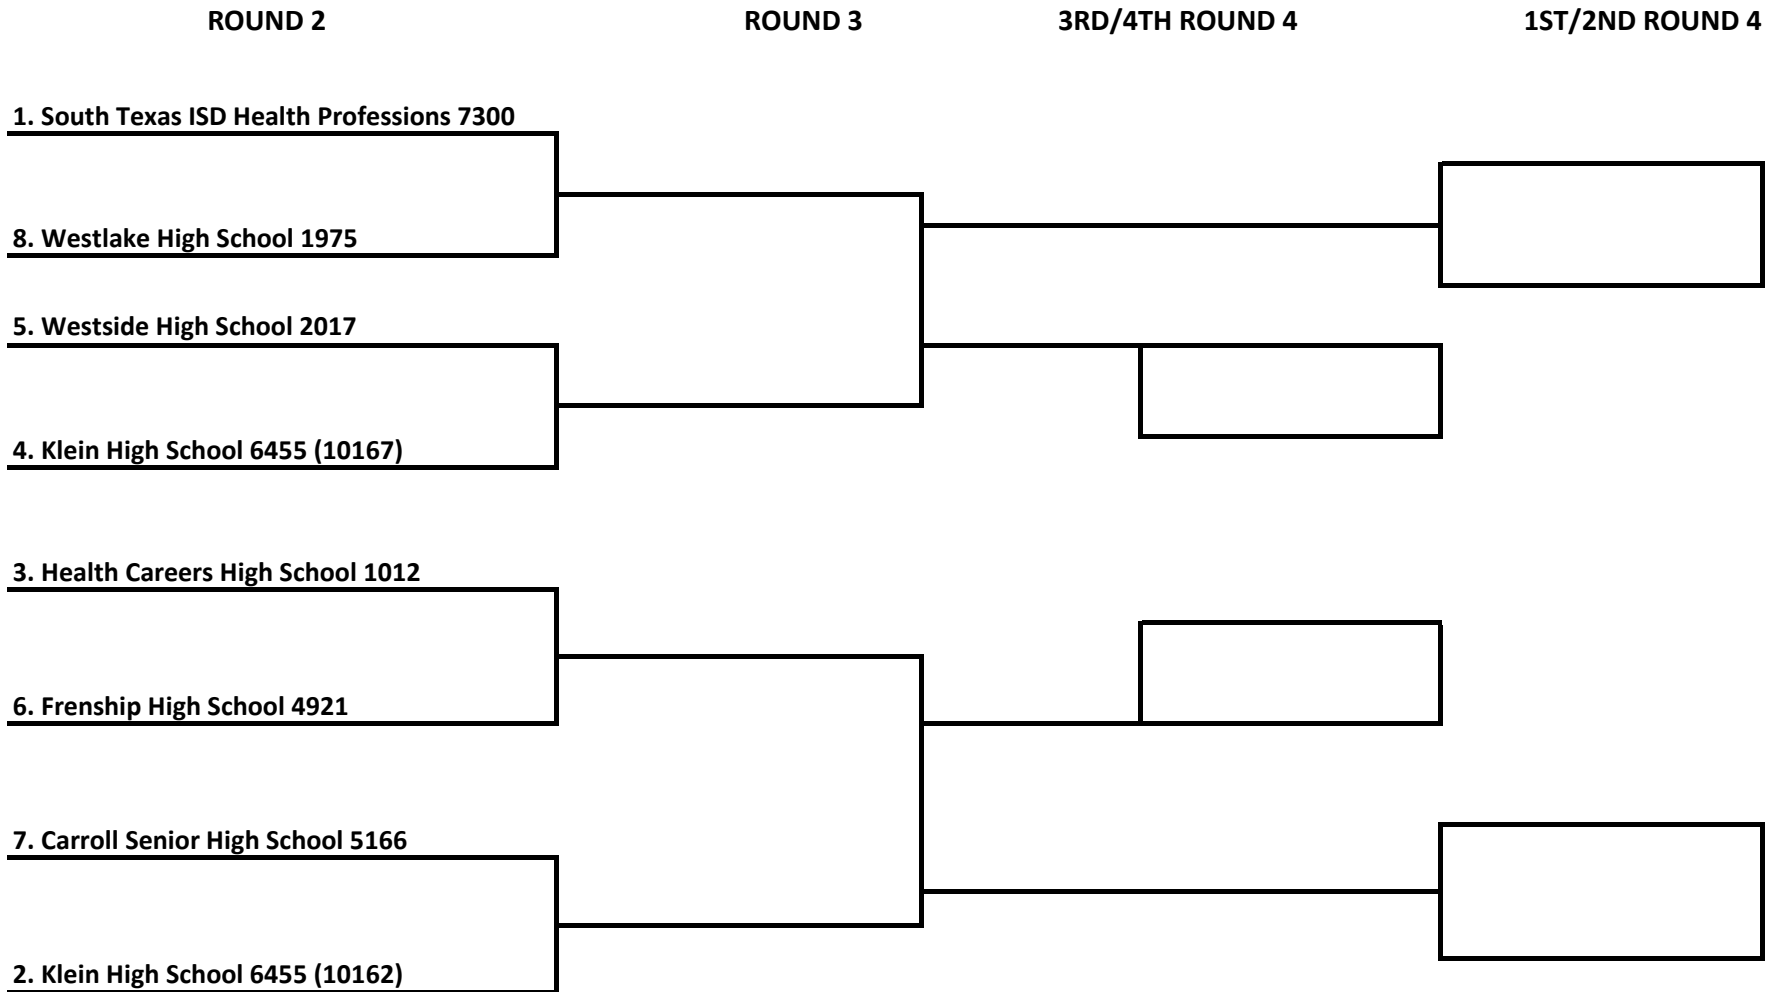 ROUND 2 ROUND 3 3RD/4TH ROUND 4 1ST/2ND ROUND 4
1. South Texas ISD Health Professions 7300
8. Westlake High School 1975
5. Westside High School 2017
4. Klein High School 6455 (10167)
3. Health Careers High School 1012
6. Frenship High School 4921
7. Carroll Senior High School 5166
2. Klein High School 6455 (10162)